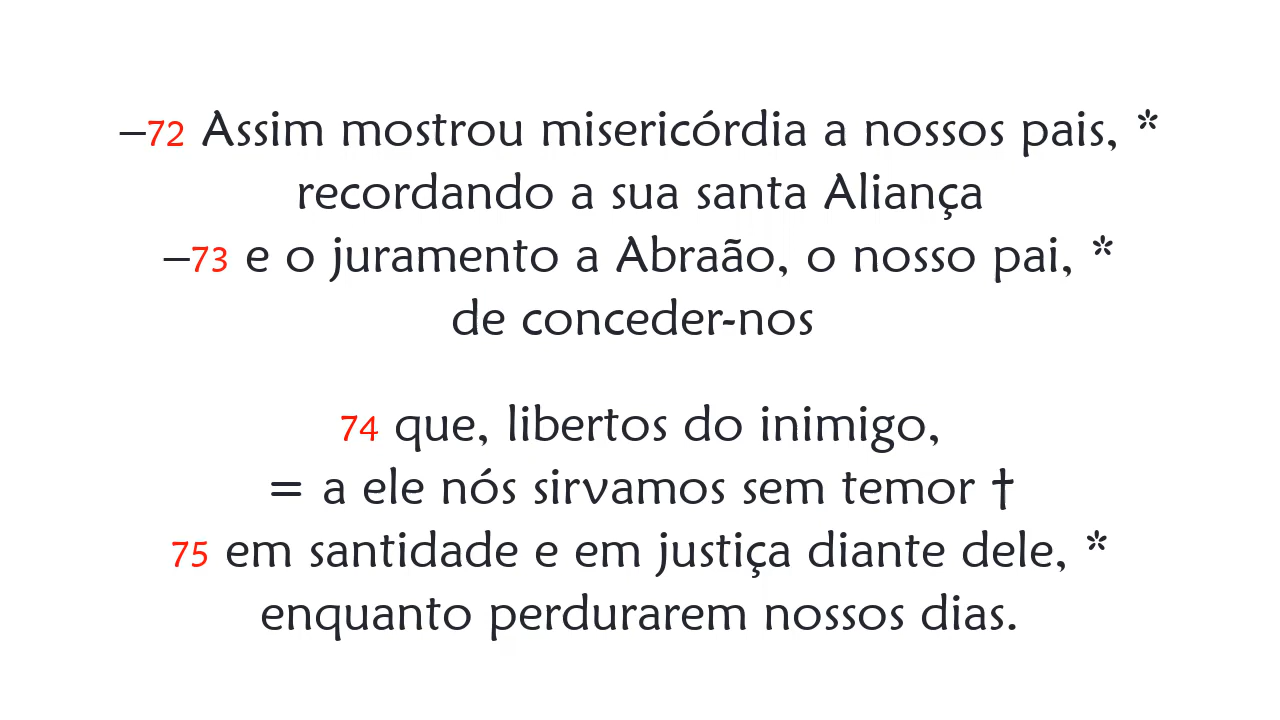 –72 Assim mostrou misericórdia a nossos pais, *
recordando a sua santa Aliança
–73 e o juramento a Abraão, o nosso pai, *
de conceder-nos
74 que, libertos do inimigo,
= a ele nós sirvamos sem temor †
75 em santidade e em justiça diante dele, *
enquanto perdurarem nossos dias.